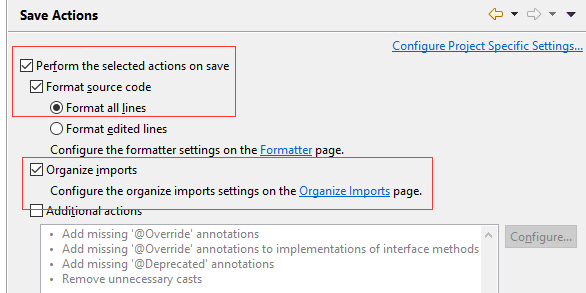 Save Actions
Configure Project Specific Settings...
Perform the selected actions on save
Format source code
Format all lines
Format edited lines
Configure the formatter settings on the Formatter page.
Organize imports
Configure the organize imports settings on the Organize Imports page.
Additional actions
• Add missing '@Override' annotations
• Add missing '@Override' annotations to implementations of interface methods
• Add missing '@Deprecated' annotations
• Remove unnecessary casts
Configure...